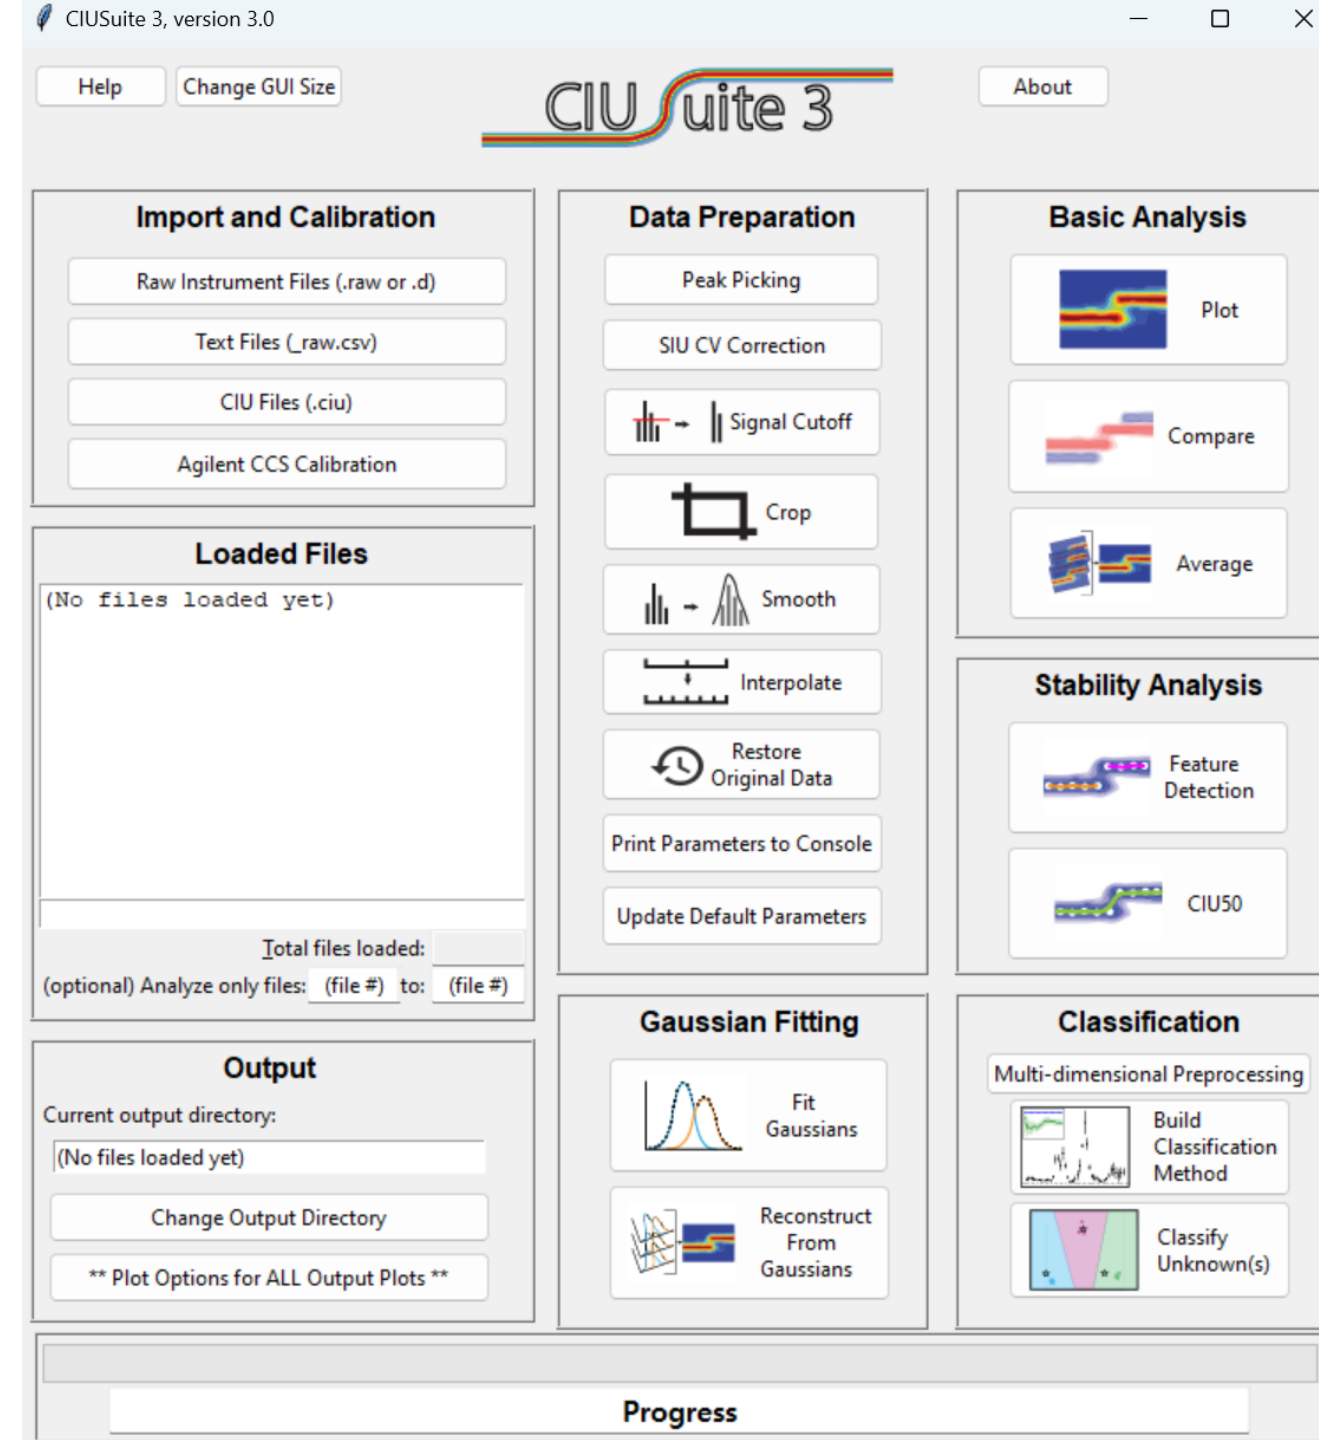 CIUSuite 3, version 3.0
Help
Change GUI Size
CIU Suite 3
About
Import and Calibration
Raw Instrument Files (.raw or .d)
Text Files (_raw.csv)
CIU Files (.ciu)
Agilent CCS Calibration
Loaded Files
(No files loaded yet)
Total files loaded:
(optional) Analyze only files: (file #) to: (file #)
Output
Current output directory:
(No files loaded yet)
Change Output Directory
** Plot Options for ALL Output Plots **
Data Preparation
Peak Picking
SIU CV Correction
Signal Cutoff
Crop
Smooth
Interpolate
Restore
Original Data
Print Parameters to Console
Update Default Parameters
Gaussian Fitting
Fit
Gaussians
Reconstruct
From
Gaussians
Basic Analysis
Plot
Compare
Average
Stability Analysis
Feature
Detection
CIU50
Classification
Multi-dimensional Preprocessing
Build
Classification
Method
Classify
Unknown(s)
Progress